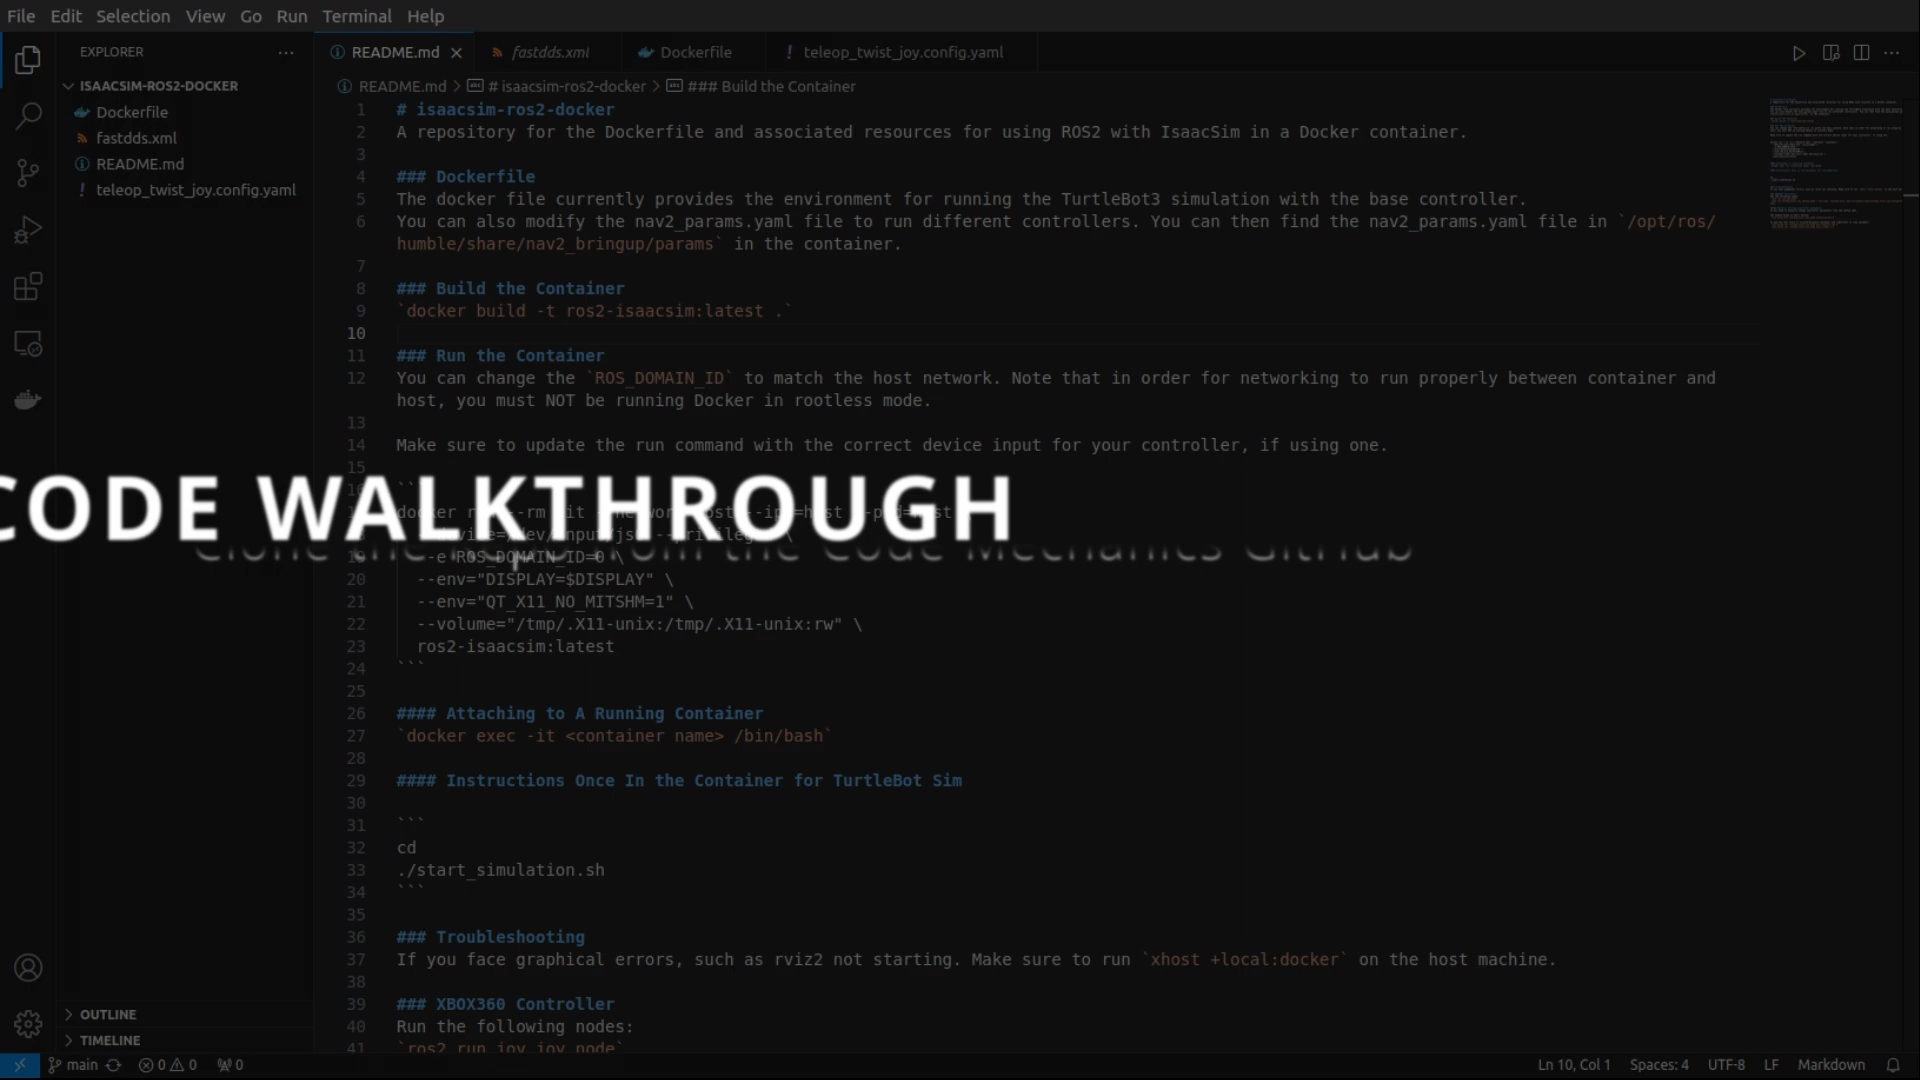 File Edit Selection View Go Run Terminal Help
EXPLORER
README.md
fastdds.xml
Dockerfile
teleop_twist_joy.config.yaml
ISAACSIM-ROS2-DOCKER
Dockerfile
fastdds.xml
README.md
teleop_twist_joy.config.yaml
README.md > # isaacsim-ros2-docker > ### Build the Container
1 # isaacsim-ros2-docker
2 A repository for the Dockerfile and associated resources for using ROS2 with IsaacSim in a Docker container.
3
4 ### Dockerfile
5 The docker file currently provides the environment for running the TurtleBot3 simulation with the base controller.
6 You can also modify the nav2_params.yaml file to run different controllers. You can then find the nav2_params.yaml file in `/opt/ros/
humble/share/nav2_bringup/params` in the container.
7
8 ### Build the Container
9 `docker build -t ros2-isaacsim:latest .`
10
11 ### Run the Container
12 You can change the `ROS_DOMAIN_ID` to match the host network. Note that in order for networking to run properly between container and
host, you must NOT be running Docker in rootless mode.
13
14 Make sure to update the run command with the correct device input for your controller, if using one.
15
CODE WALKTHROUGH
19 --e ROS_DOMAIN_ID=0 \
20 --env="DISPLAY=$DISPLAY" \
21 --env="QT_X11_NO_MITSHM=1" \
22 --volume="/tmp/.X11-unix:/tmp/.X11-unix:rw" \
23 ros2-isaacsim:latest
24 ```
25
26 #### Attaching to A Running Container
27 `docker exec -it <container name> /bin/bash`
28
29 #### Instructions Once In the Container for TurtleBot Sim
30
31 ```
32 cd
33 ./start_simulation.sh
34 ```
35
36 ### Troubleshooting
37 If you face graphical errors, such as rviz2 not starting. Make sure to run `xhost +local:docker` on the host machine.
38
39 ### XBOX360 Controller
40 Run the following nodes:
41 `ros2 run joy joy_node`
OUTLINE
TIMELINE
main 0 0 0
Ln 10, Col 1 Spaces: 4 UTF-8 LF Markdown